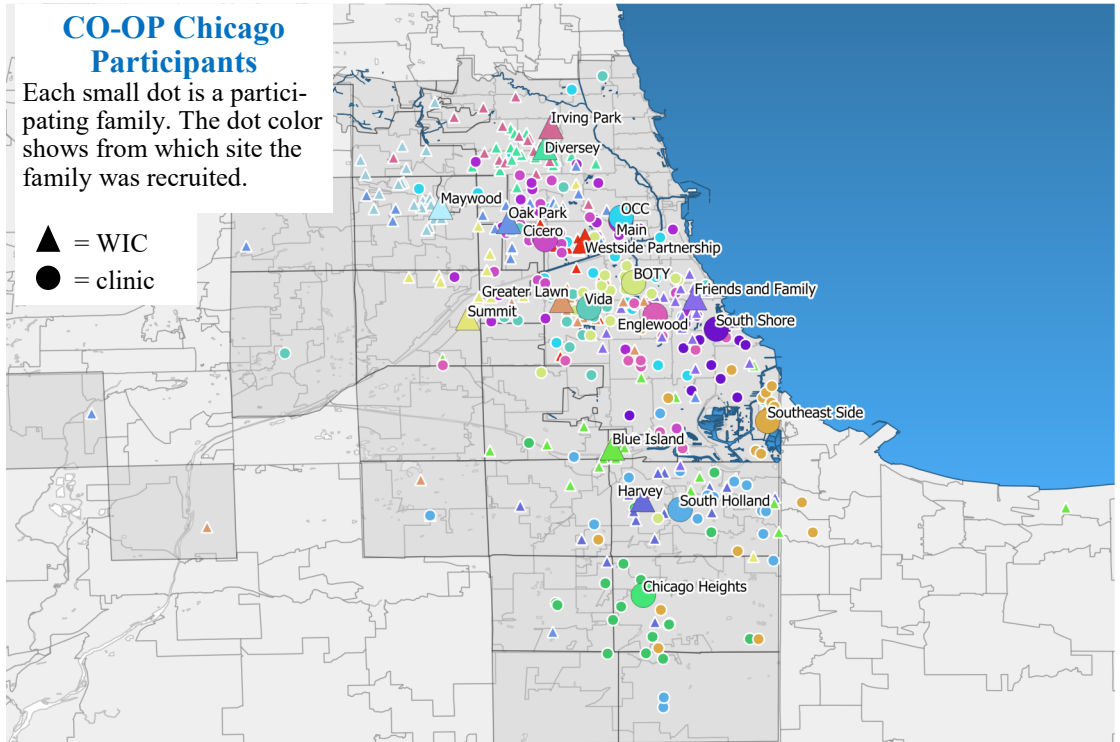 CO-OP Chicago
Participants
Each small dot is a partici-
pating family. The dot color
shows from which site the
family was recruited.
= WIC
= clinic
Irving Park
Diversey
Maywood
Oak Park
OCC
Cicero
Main
Westside Partnership
BOTY
Greater Lawn
Vida
Friends and Family
Summit
Englewood
South Shore
Southeast Side
Blue Island
Harvey
South Holland
Chicago Heights